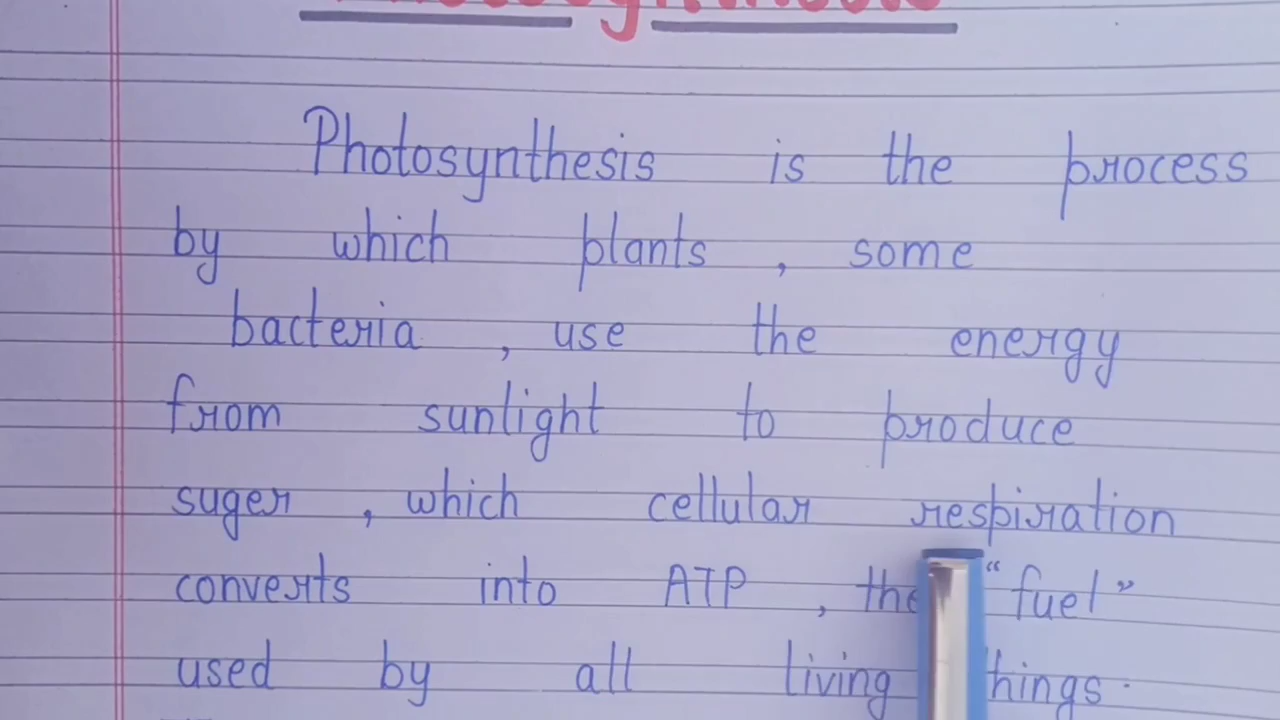 Photosynthesis
Photosynthesis is the process
by which plants , some
bacteria , use the energy
from sunlight to produce
suger , which cellular respiration
converts into ATP , the “fuel”
used by all living things.